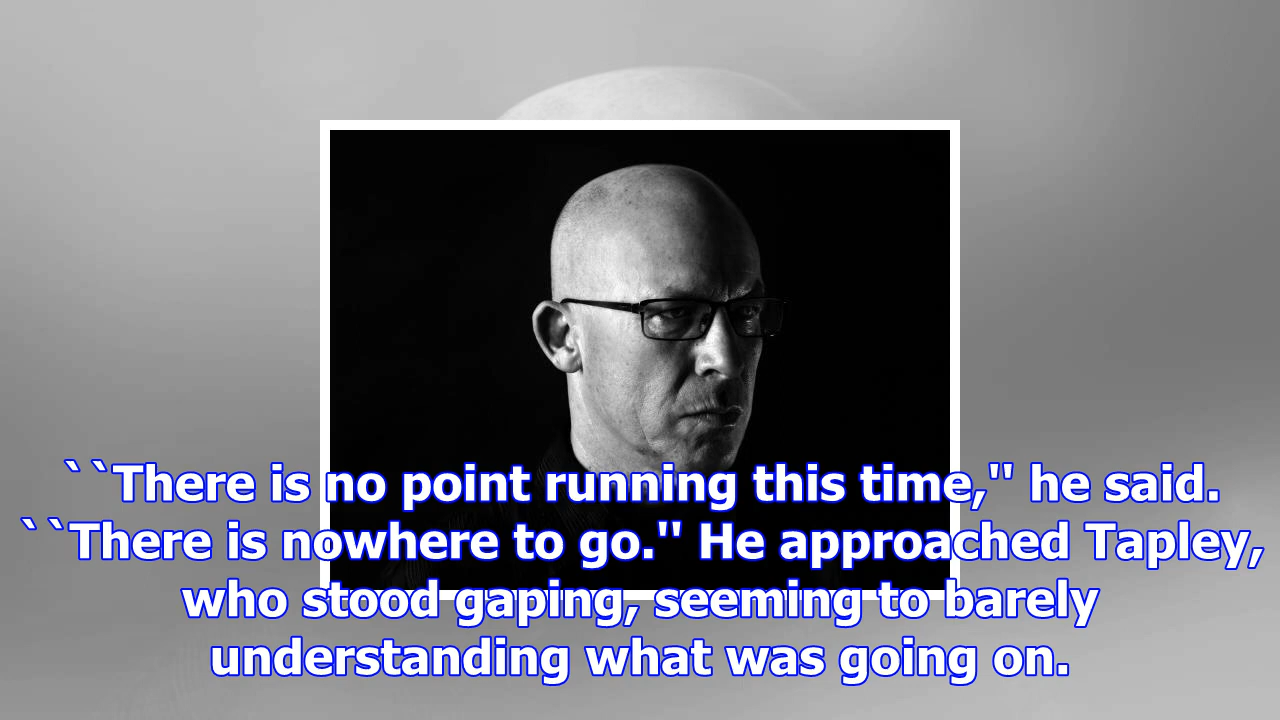 ``There is no point running this time,'' he said.
``There is nowhere to go.'' He approached Tapley,
who stood gaping, seeming to barely
understanding what was going on.